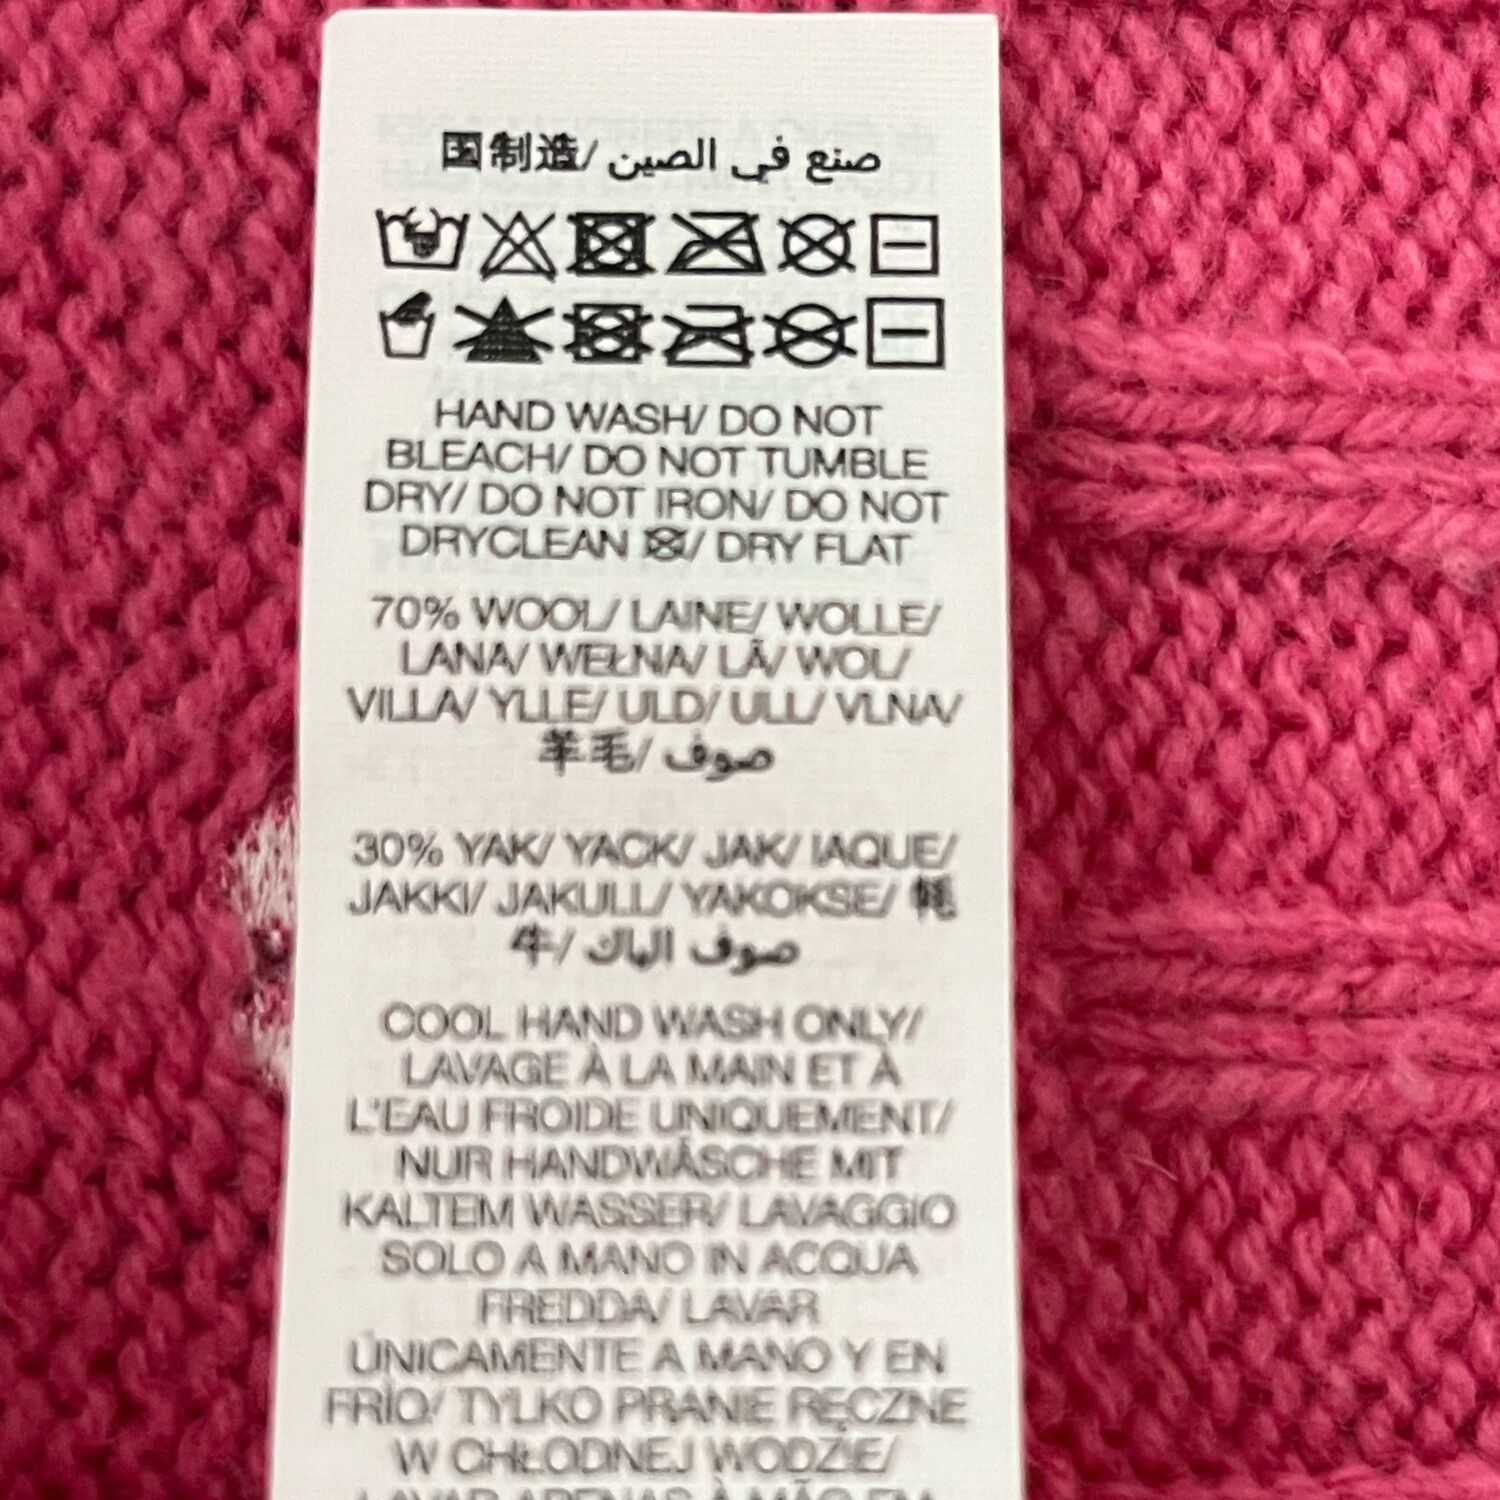 国制造/ صنع في الصين
HAND WASH/ DO NOT
BLEACH/ DO NOT TUMBLE
DRY/ DO NOT IRON/ DO NOT
DRYCLEAN / DRY FLAT
70% WOOL/ LAINE/ WOLLE/
LANA/ WEŁNA/ LÃ/ WOL/
VILLA/ YLLE/ ULD/ ULL/ VLNA/
羊毛/ صوف
30% YAK/ YACK/ JAK/ IAQUE/
JAKKI/ JAKULL/ YAKOKSE/ 牦
牛/ صوف الياك
COOL HAND WASH ONLY/
LAVAGE À LA MAIN ET À
L'EAU FROIDE UNIQUEMENT/
NUR HANDWÄSCHE MIT
KALTEM WASSER/ LAVAGGIO
SOLO A MANO IN ACQUA
FREDDA/ LAVAR
ÚNICAMENTE A MANO Y EN
FRÍO/ TYLKO PRANIE RĘCZNE
W CHŁODNEJ WODZIE/
LAVAR APENAS À MÃO EM